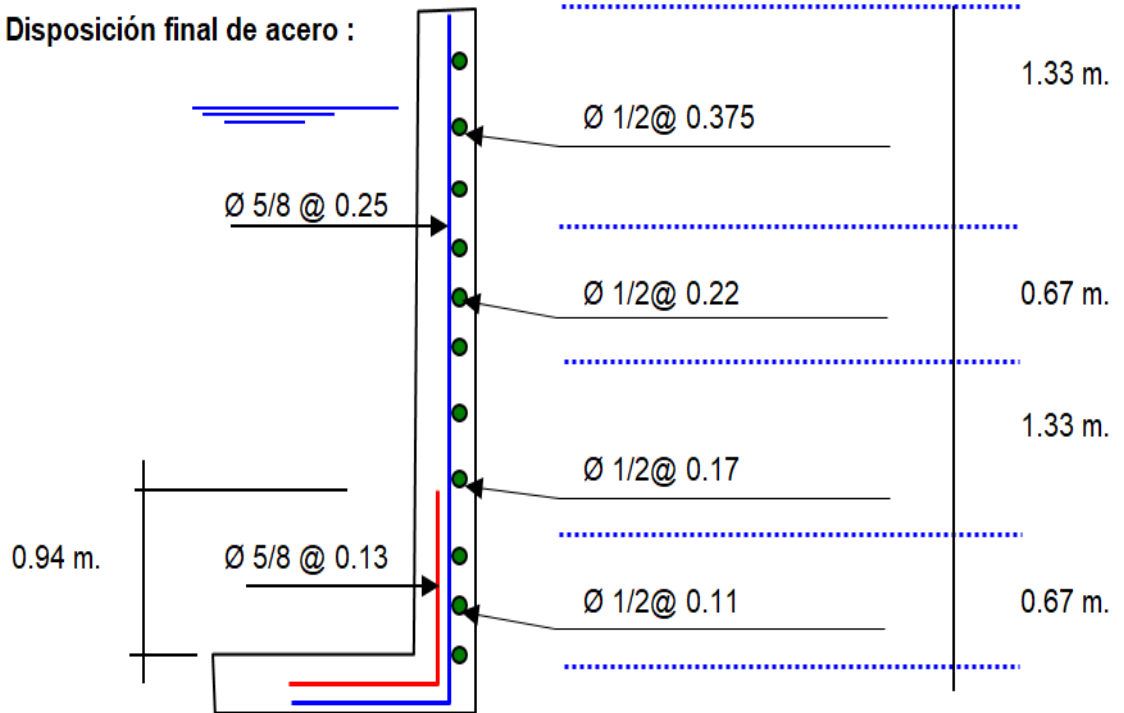 Disposición final de acero :
1.33 m.
Ø 1/2@ 0.375
Ø 5/8 @ 0.25
Ø 1/2@ 0.22
0.67 m.
1.33 m.
Ø 1/2@ 0.17
0.94 m.
Ø 5/8 @ 0.13
Ø 1/2@ 0.11
0.67 m.